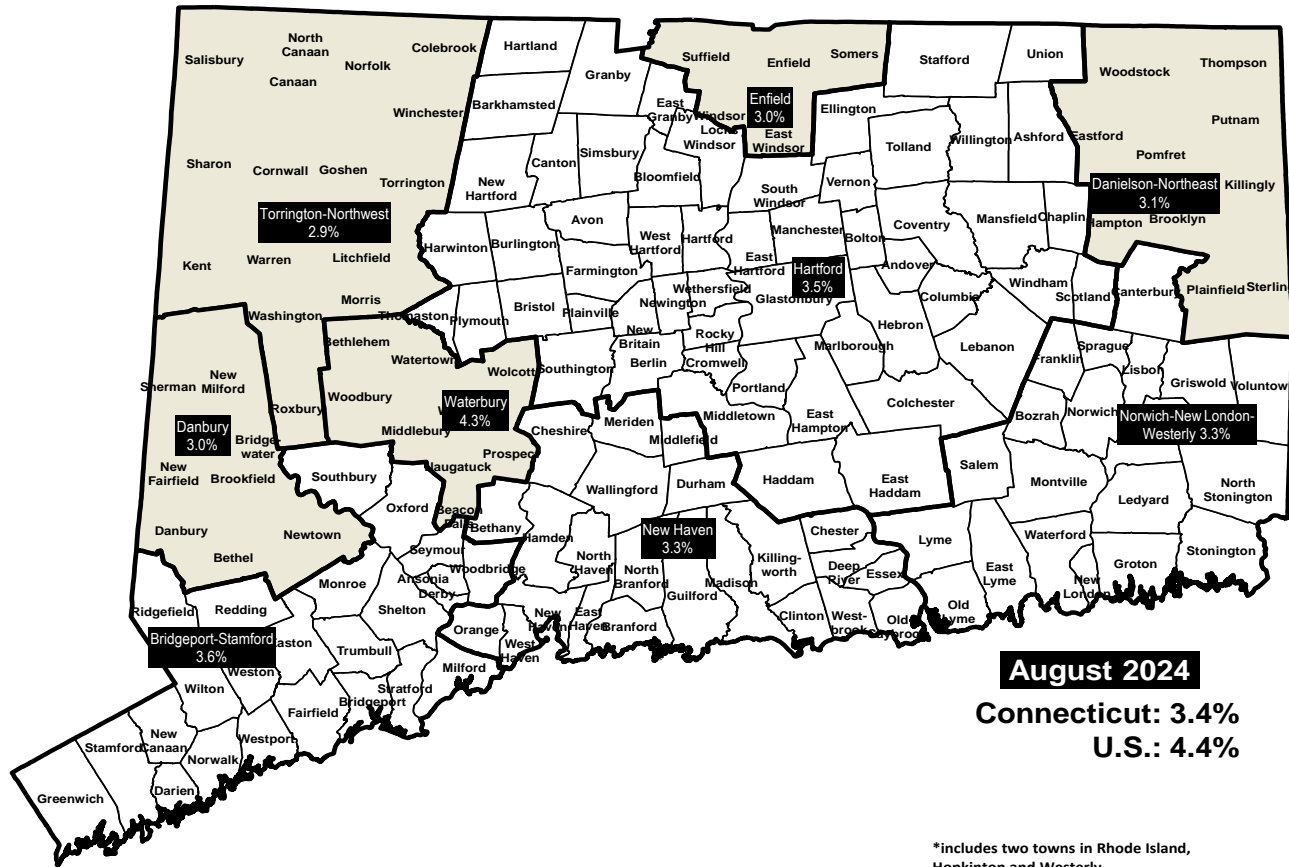 North
Canaan
Colebrook
Salisbury
Norfolk
Canaan
Winchester
Sharon
Cornwall
Goshen
Torrington
Torrington-Northwest
2.9%
Kent
Warren
Litchfield
Morris
Washington
Thomaston
Hartland
Granby
Barkhamsted
East
Granby
Windsor
Locks
Windsor
Simsbury
Canton
New
Hartford
Bloomfield
Suffield
Enfield
Somers
Enfield
3.0%
East
Windsor
Stafford
Union
Ellington
Tolland
Willington
Ashford
Woodstock
Thompson
Putnam
Eastford
Pomfret
Danielson-Northeast
3.1%
Killingly
Hampton
Brooklyn
Plainfield
Sterlin
Canterbury
Scotland
Windham
Mansfield
Chaplin
Coventry
Vernon
South
Windsor
Manchester
Bolton
Andover
Columbia
Hebron
Lebanon
Avon
West
Hartford
Hartford
East
Hartford
Hartford
3.5%
Glastonbury
Harwinton
Burlington
Farmington
Wethersfield
Newington
Bristol
Plainville
Plymouth
New
Britain
Rocky
Hill
Cromwell
Berlin
Southington
Marlborough
Portland
Middletown
East
Hampton
Colchester
Haddam
East
Haddam
Bethlehem
Watertown
Wolcott
Woodbury
Waterbury
4.3%
Middlebury
Prospect
Naugatuck
Beacon
Falls
Sherman
New
Milford
Roxbury
Danbury
3.0%
Bridge-
water
New
Fairfield
Brookfield
Danbury
Newtown
Bethel
Southbury
Oxford
Seymour
Ansonia
Derby
Shelton
Monroe
Ridgefield
Redding
Bridgeport-Stamford
3.6%
aston
Weston
Trumbull
Wilton
Fairfield
Bridgeport
Stratford
Milford
New
Canaan
Stamford
Norwalk
Westport
Darien
Greenwich
Cheshire
Meriden
Middlefield
Wallingford
Durham
Bethany
Hamden
Woodbridge
New Haven
3.3%
North
Haven
North
Branford
Guilford
Madison
Killing-
worth
Clinton
Chester
Deep
River
Essex
West-
brook
Old
Saybrook
Orange
New
Haven
West
Haven
East
Haven
Branford
Franklin
Sprague
Lisbon
Griswold
Voluntow
Bozrah
Norwich
Norwich-New London-
Westerly 3.3%
Salem
Montville
Ledyard
North
Stonington
Stonington
Waterford
New
London
Groton
Lyme
East
Lyme
Old
Lyme
August 2024
Connecticut: 3.4%
U.S.: 4.4%
*includes two towns in Rhode Island,
Hopkinton and Westerly